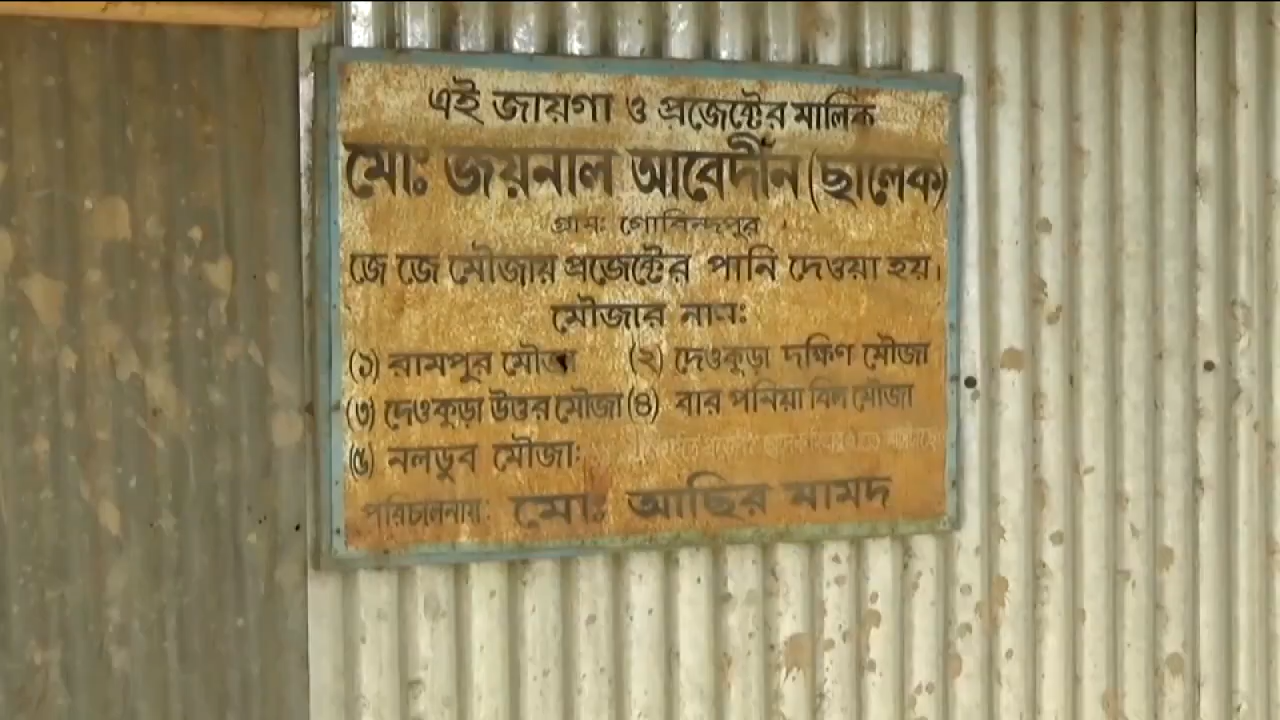 এই জায়গা ও প্রজেক্টের মালিক
মোঃ জয়নাল আবেদীন (ছালেক)
গ্রামঃ গোবিন্দপুর
জে জে মৌজায় প্রজেক্টের পানি দেওয়া হয়।
মৌজার নামঃ
(১) রামপুর মৌজা (২) দেওকুড়া দক্ষিণ মৌজা
(৩) দেওকুড়া উত্তর মৌজা (৪) বার পনিয়া বিল মৌজা
(৫) নলডুব মৌজাঃ
পরিচালনায়ঃ মোঃ আছির মামদ